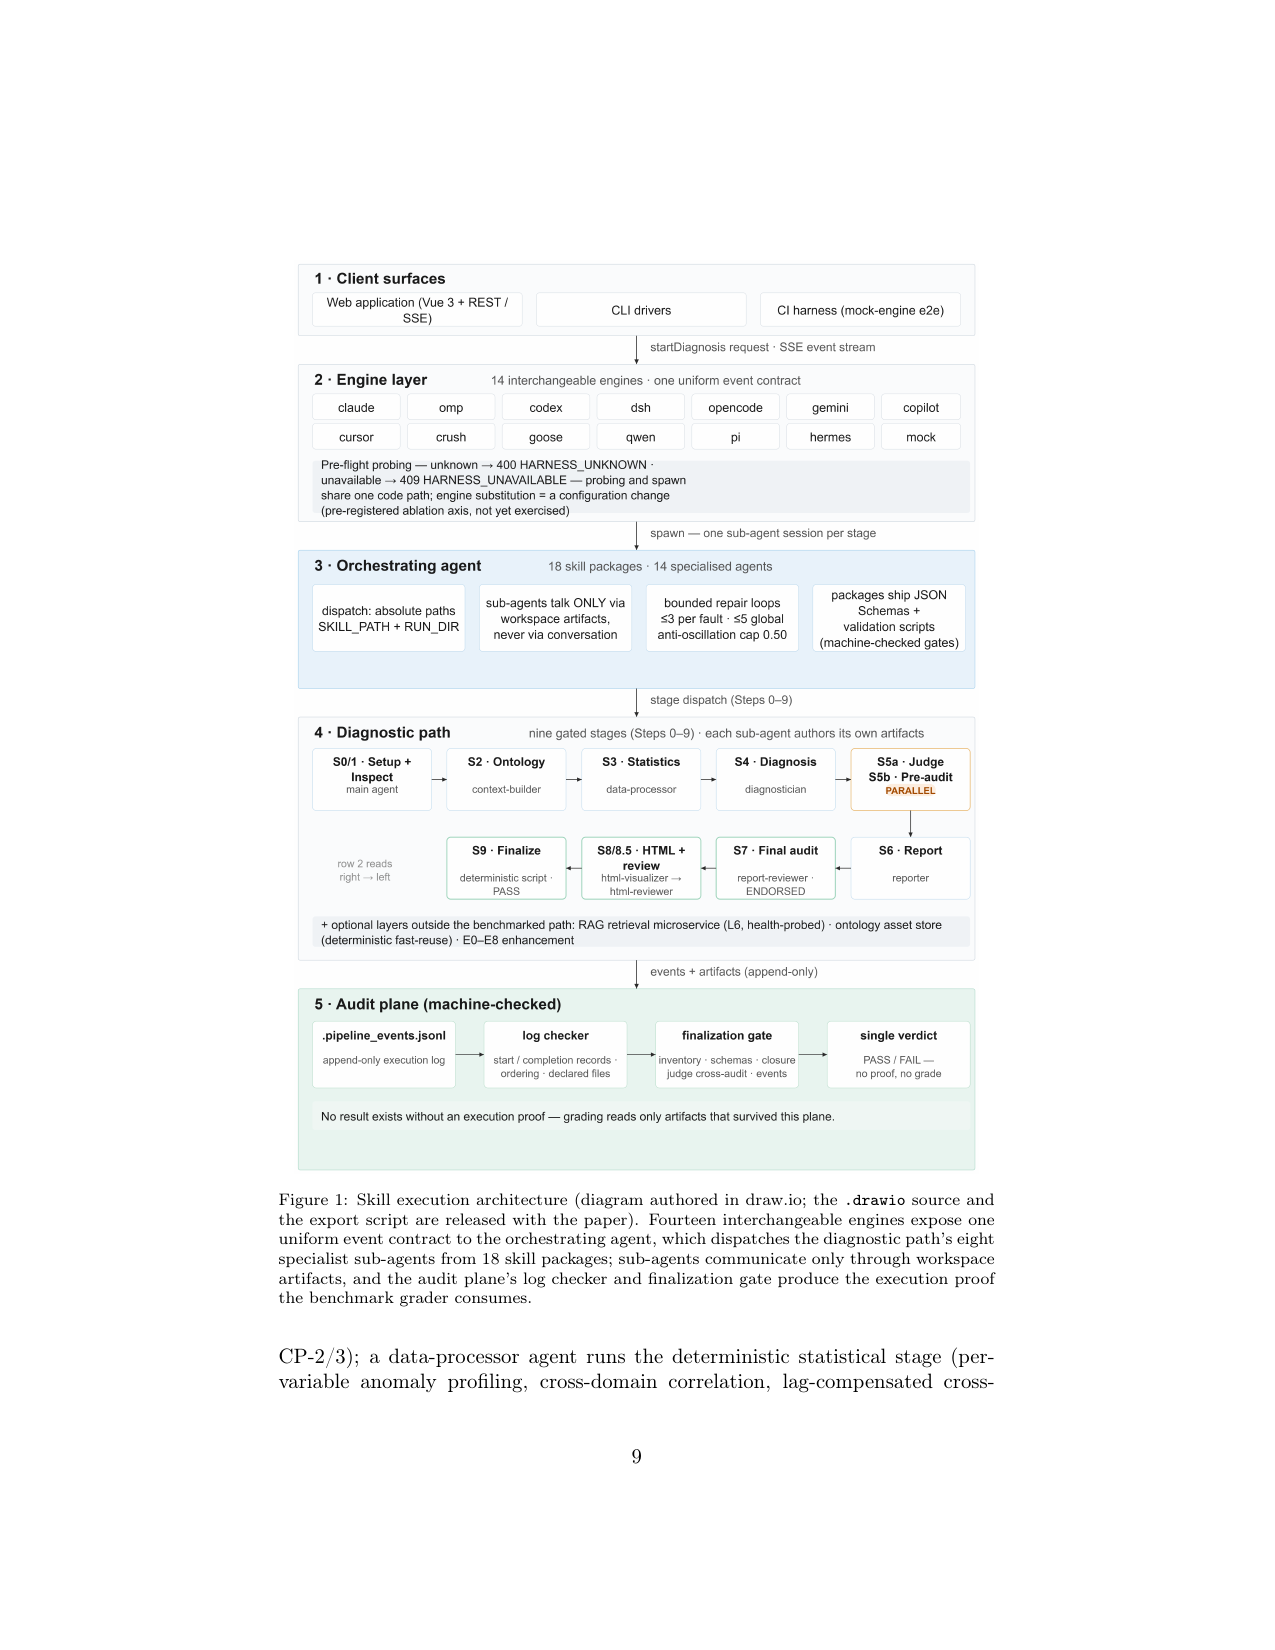 1 · Client surfaces
Web application (Vue 3 + REST /
SSE)
CLI drivers
CI harness (mock-engine e2e)
startDiagnosis request · SSE event stream
2 · Engine layer
14 interchangeable engines · one uniform event contract
claude
omp
codex
dsh
opencode
gemini
copilot
cursor
crush
goose
qwen
pi
hermes
mock
Pre-flight probing — unknown → 400 HARNESS_UNKNOWN ·
unavailable → 409 HARNESS_UNAVAILABLE — probing and spawn
share one code path; engine substitution = a configuration change
(pre-registered ablation axis, not yet exercised)
spawn — one sub-agent session per stage
3 · Orchestrating agent
18 skill packages · 14 specialised agents
dispatch: absolute paths
SKILL_PATH + RUN_DIR
sub-agents talk ONLY via
workspace artifacts,
never via conversation
bounded repair loops
≤3 per fault · ≤5 global
anti-oscillation cap 0.50
packages ship JSON
Schemas +
validation scripts
(machine-checked gates)
stage dispatch (Steps 0–9)
4 · Diagnostic path
nine gated stages (Steps 0–9) · each sub-agent authors its own artifacts
S0/1 · Setup +
Inspect
main agent
S2 · Ontology
context-builder
S3 · Statistics
data-processor
S4 · Diagnosis
diagnostician
S5a · Judge
S5b · Pre-audit
PARALLEL
row 2 reads
right → left
S9 · Finalize
deterministic script ·
PASS
S8/8.5 · HTML +
review
html-visualizer →
html-reviewer
S7 · Final audit
report-reviewer ·
ENDORSED
S6 · Report
reporter
+ optional layers outside the benchmarked path: RAG retrieval microservice (L6, health-probed) · ontology asset store
(deterministic fast-reuse) · E0–E8 enhancement
events + artifacts (append-only)
5 · Audit plane (machine-checked)
.pipeline_events.jsonl
append-only execution log
log checker
start / completion records ·
ordering · declared files
finalization gate
inventory · schemas · closure
judge cross-audit · events
single verdict
PASS / FAIL —
no proof, no grade
No result exists without an execution proof — grading reads only artifacts that survived this plane.
Figure 1: Skill execution architecture (diagram authored in draw.io; the .drawio source and
the export script are released with the paper). Fourteen interchangeable engines expose one
uniform event contract to the orchestrating agent, which dispatches the diagnostic path's eight
specialist sub-agents from 18 skill packages; sub-agents communicate only through workspace
artifacts, and the audit plane's log checker and finalization gate produce the execution proof
the benchmark grader consumes.
CP-2/3); a data-processor agent runs the deterministic statistical stage (per-
variable anomaly profiling, cross-domain correlation, lag-compensated cross-
9